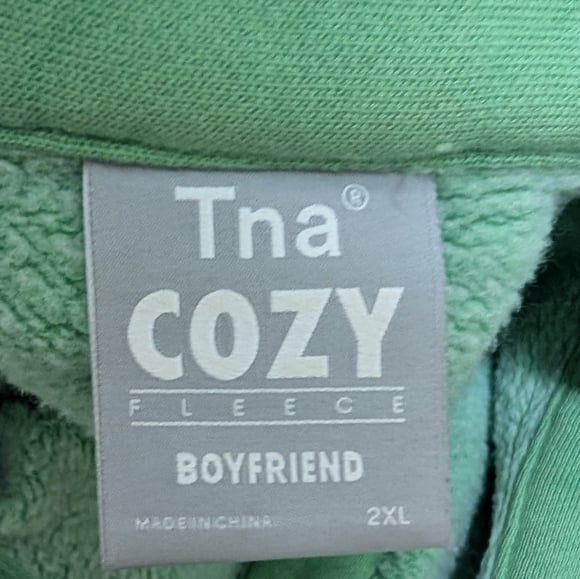 Tna®
COZY
FLEECE
BOYFRIEND
MADE IN CHINA 2XL